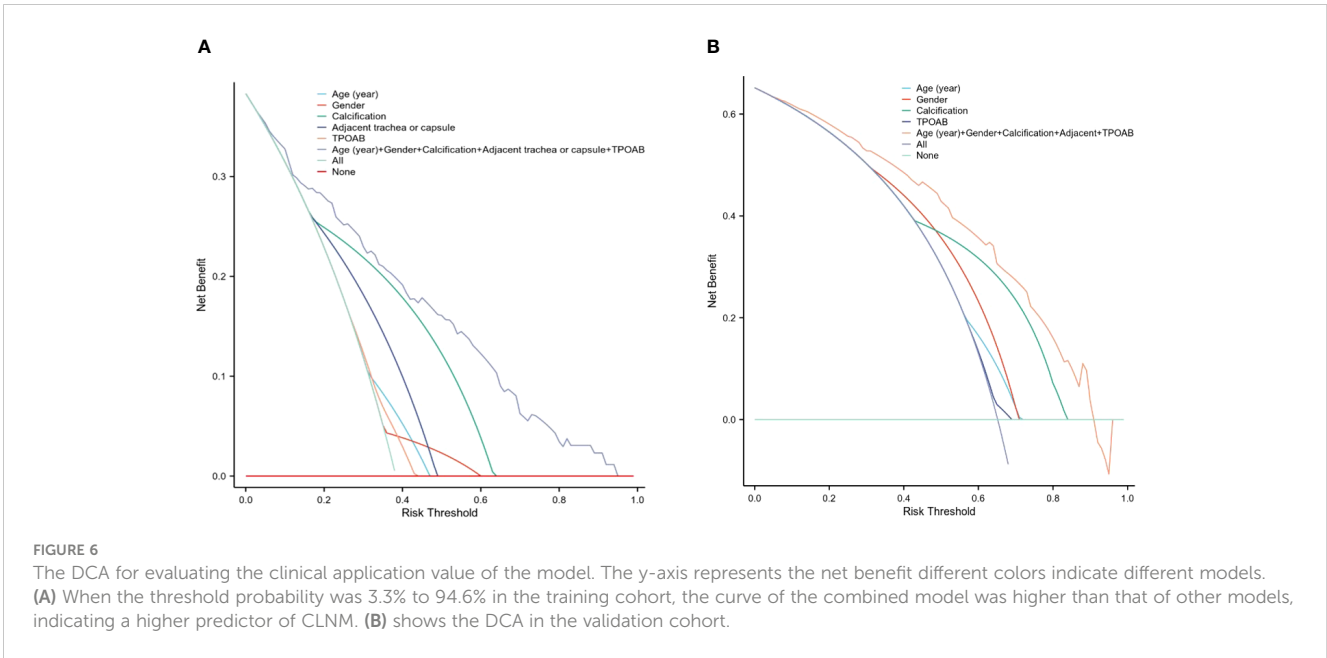 A
Age (year)
Gender
Calcification
Adjacent trachea or capsule
TPOAB
Age (year)+Gender+Calcification+Adjacent trachea or capsule+TPOAB
All
None
Net Benefit
0.3
0.2
0.1
0.0
0.0 0.2 0.4 0.6 0.8 1.0
Risk Threshold
B
Age (year)
Gender
Calcification
TPOAB
Age (year)+Gender+Calcification+Adjacent+TPOAB
All
None
Net Benefit
0.6
0.4
0.2
0.0
0.0 0.2 0.4 0.6 0.8 1.0
Risk Threshold
FIGURE 6
The DCA for evaluating the clinical application value of the model. The y-axis represents the net benefit different colors indicate different models.
(A) When the threshold probability was 3.3% to 94.6% in the training cohort, the curve of the combined model was higher than that of other models,
indicating a higher predictor of CLNM. (B) shows the DCA in the validation cohort.